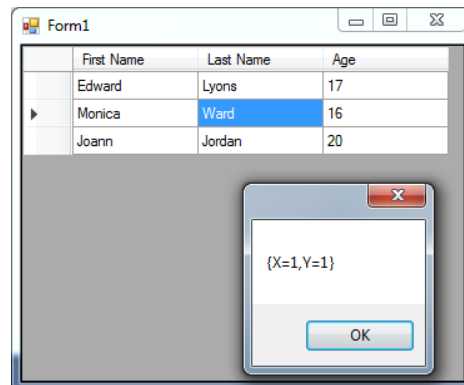 Form1
First Name Last Name Age
Edward Lyons 17
Monica Ward 16
Joann Jordan 20
{X=1,Y=1}
OK